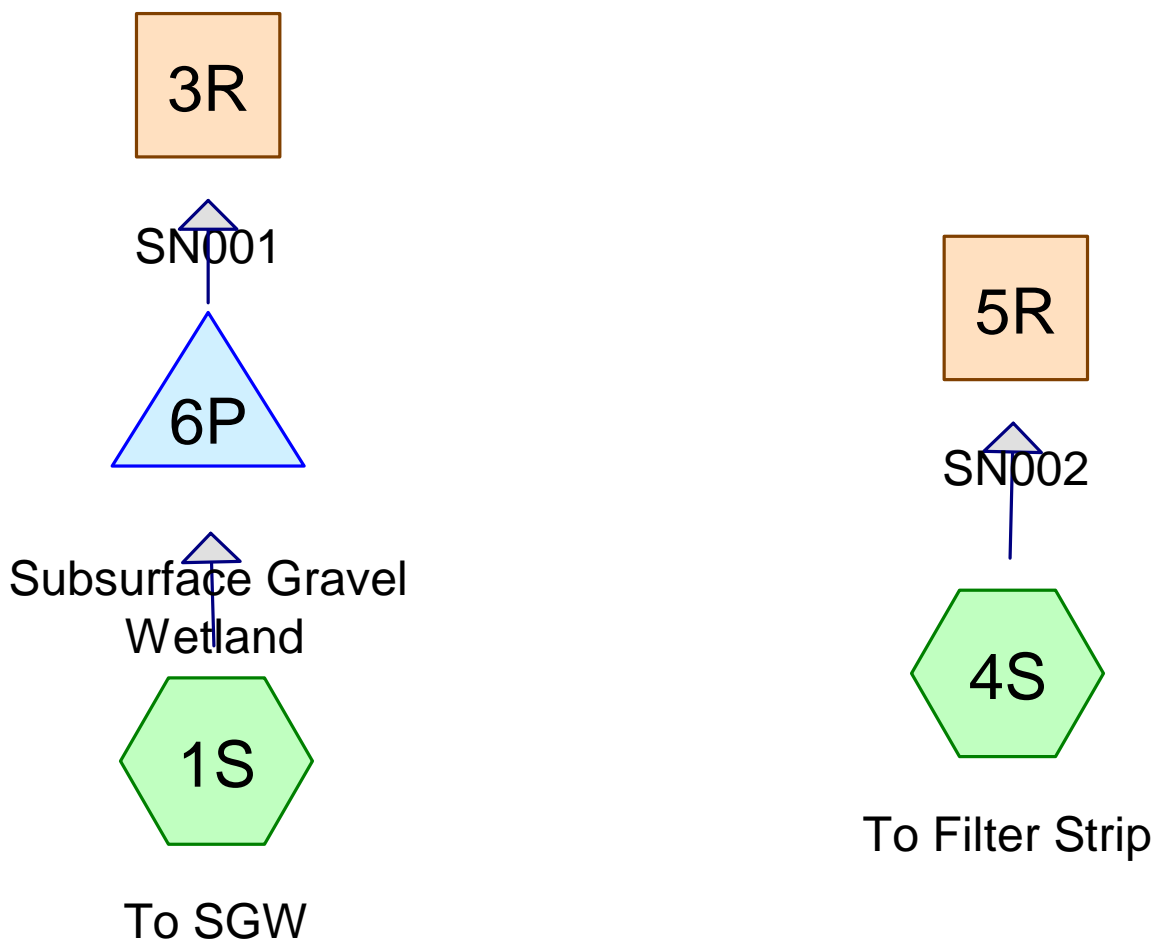 3R
SN001
6P
Subsurface Gravel
Wetland
1S
To SGW
5R
SN002
4S
To Filter Strip